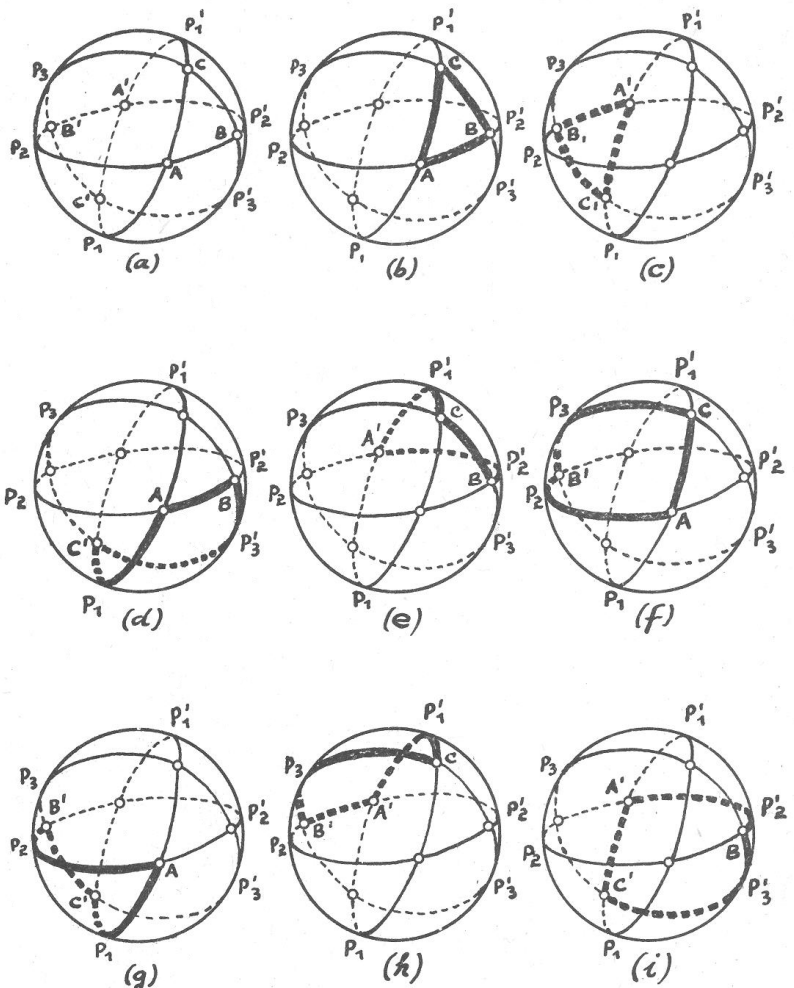 P₁'
P₃
C
A'
P₂'
B'
B
P₂
A
C'
P₃'
P₁
(a)
P₁'
P₃
C
P₂'
B
P₂
A
P₃'
P₁
(b)
P₁'
P₃
A'
P₂'
B₁
P₂
P₃'
C₁
P₁
(c)
P₁'
P₃
P₂'
A
B
P₂
C'
P₃'
P₁
(d)
P₁'
P₃
C
A'
P₂'
B
P₂
P₃'
P₁
(e)
P₁'
P₃
C
P₂'
B'
P₂
A
P₃'
P₁
(f)
P₁'
P₃
B'
P₂'
P₂
A
C'
P₃'
P₁
(g)
P₁'
P₃
C
A'
P₂'
B'
P₂
P₃'
P₁
(h)
P₁'
P₃
A'
P₂'
B
P₂
C'
P₃'
P₁
(i)